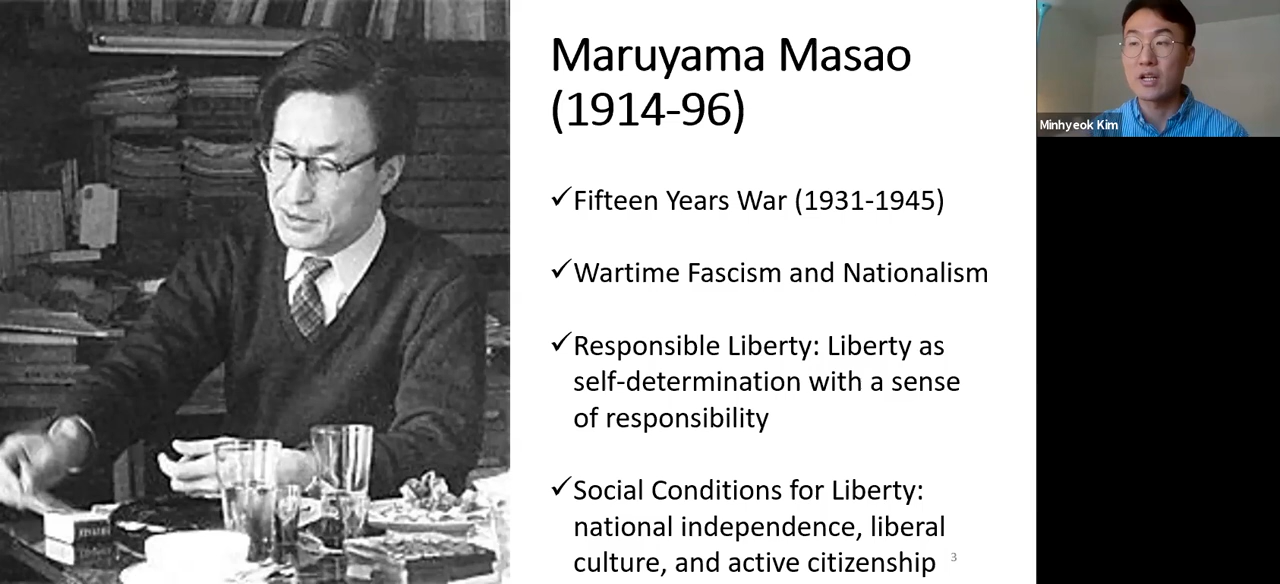 Maruyama Masao
(1914-96)
✓Fifteen Years War (1931-1945)
✓Wartime Fascism and Nationalism
✓Responsible Liberty: Liberty as
self-determination with a sense
of responsibility
✓Social Conditions for Liberty:
national independence, liberal
culture, and active citizenship
3
Minhyeok Kim